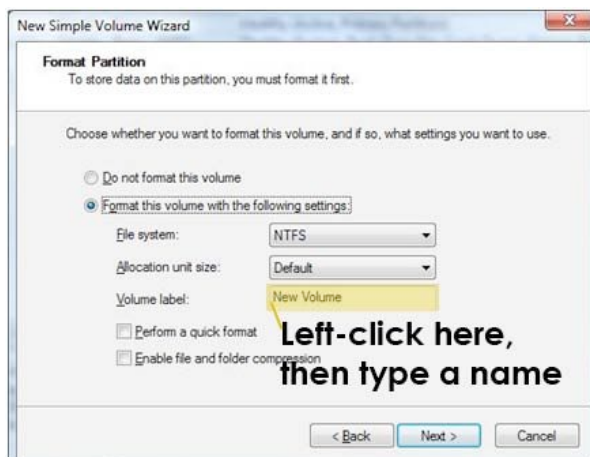 New Simple Volume Wizard
Format Partition
To store data on this partition, you must format it first.
Choose whether you want to format this volume, and if so, what settings you want to use.
Do not format this volume
Format this volume with the following settings:
File system: NTFS
Allocation unit size: Default
Volume label: New Volume
Perform a quick format
Enable file and folder compression
Left-click here,
then type a name
< Back Next > Cancel